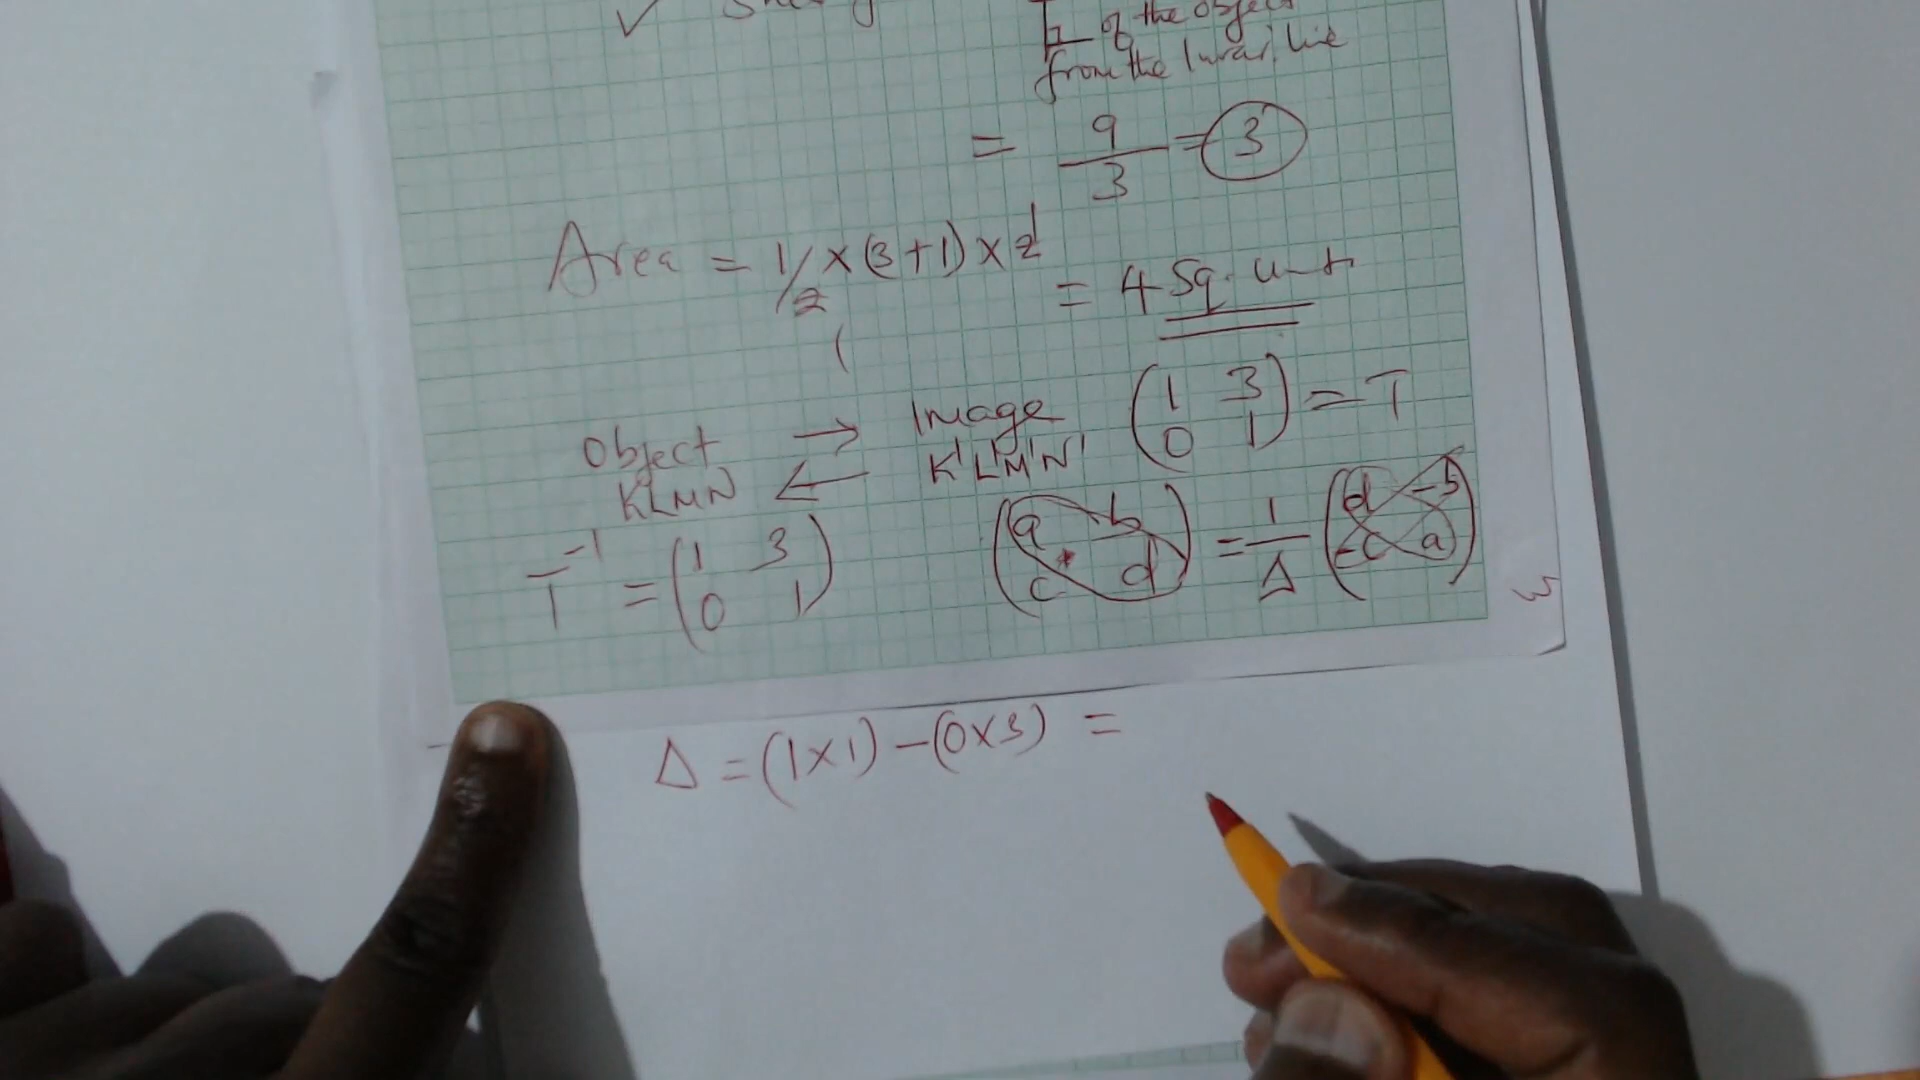 ✓
of the object
from the Invari. line
= 9/3 = 3
Area = 1/2 × (3+1) × 2
= 4 Sq. units
(
Object → Image (1 3 0 1) = T
KLMN ← K'L'M'N'
T⁻¹ = (1 3 0 1) (a b c d) = 1/Δ (d -b -c a)
Δ = (1×1) - (0×3) =